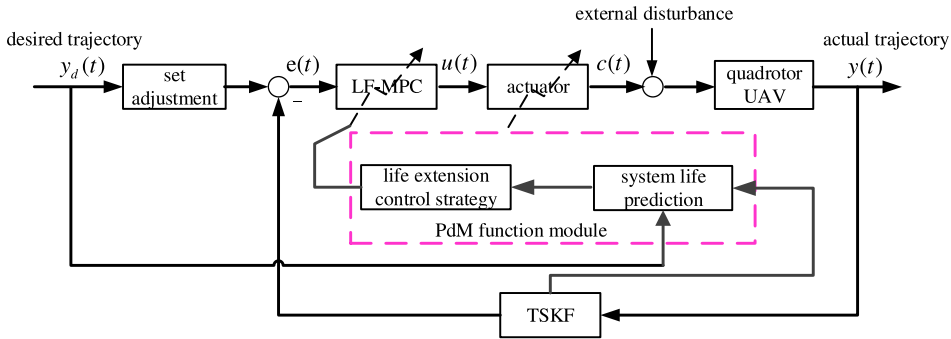 external disturbance
desired trajectory
actual trajectory
y_d(t)
set
adjustment
e(t)
−
LF-MPC
u(t)
actuator
c(t)
quadrotor
UAV
y(t)
life extension
control strategy
system life
prediction
PdM function module
TSKF